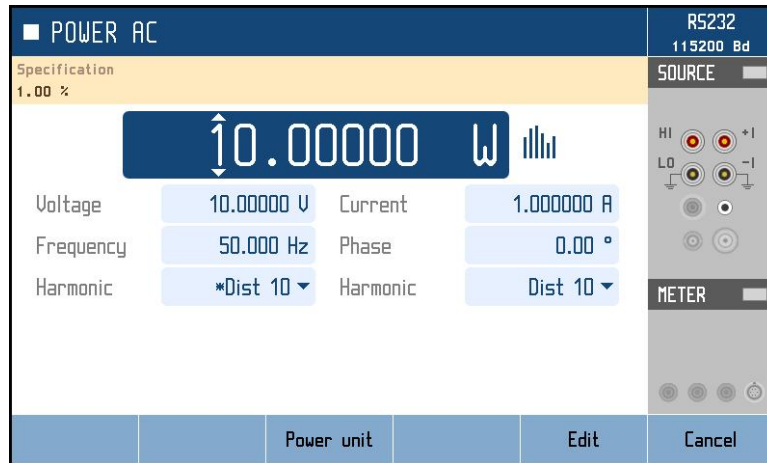 POWER AC
RS232
115200 Bd
Specification
1.00 %
SOURCE
10.00000 W
HI +I
LO -I
Voltage 10.00000 V Current 1.000000 A
Frequency 50.000 Hz Phase 0.00 °
Harmonic *Dist 10 Harmonic Dist 10
METER
Power unit Edit Cancel